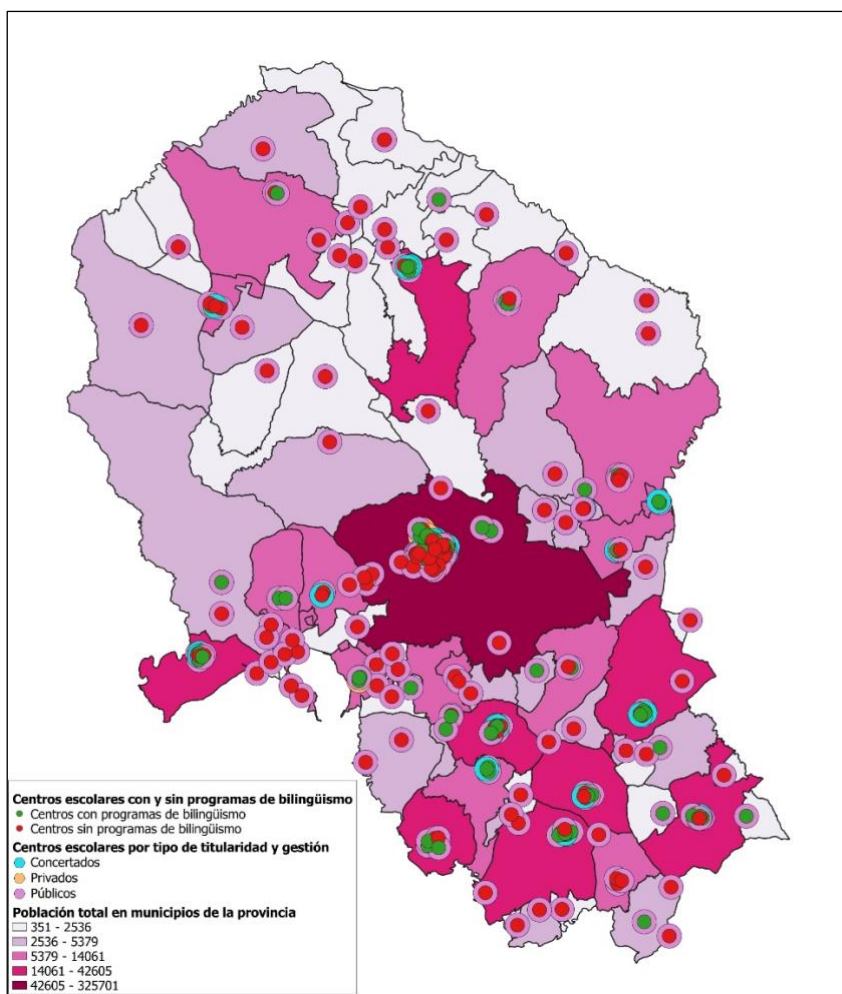 Centros escolares con y sin programas de bilingüismo
Centros con programas de bilingüismo
Centros sin programas de bilingüismo
Centros escolares por tipo de titularidad y gestión
Concertados
Privados
Públicos
Población total en municipios de la provincia
351 - 2536
2536 - 5379
5379 - 14061
14061 - 42605
42605 - 325701